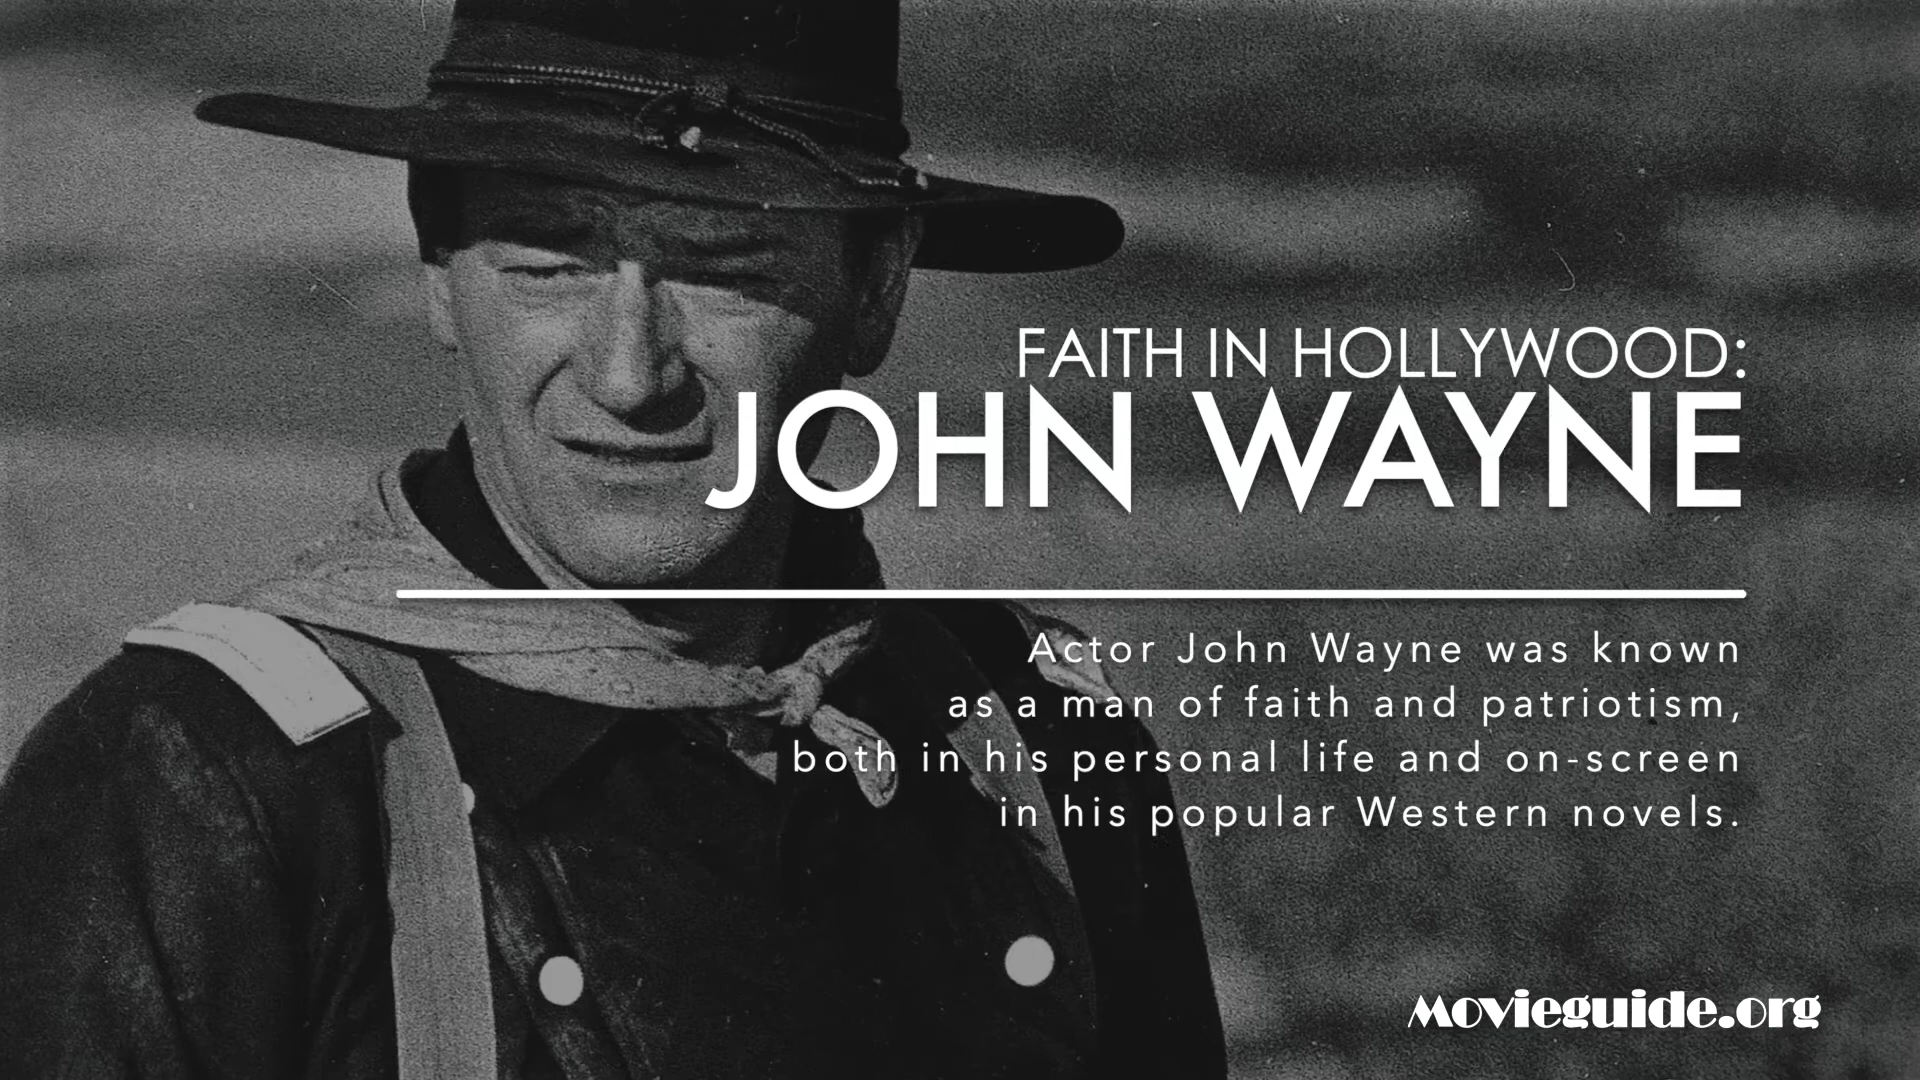 FAITH IN HOLLYWOOD:
JOHN WAYNE
Actor John Wayne was known
as a man of faith and patriotism,
both in his personal life and on-screen
in his popular Western novels.
Movieguide.org